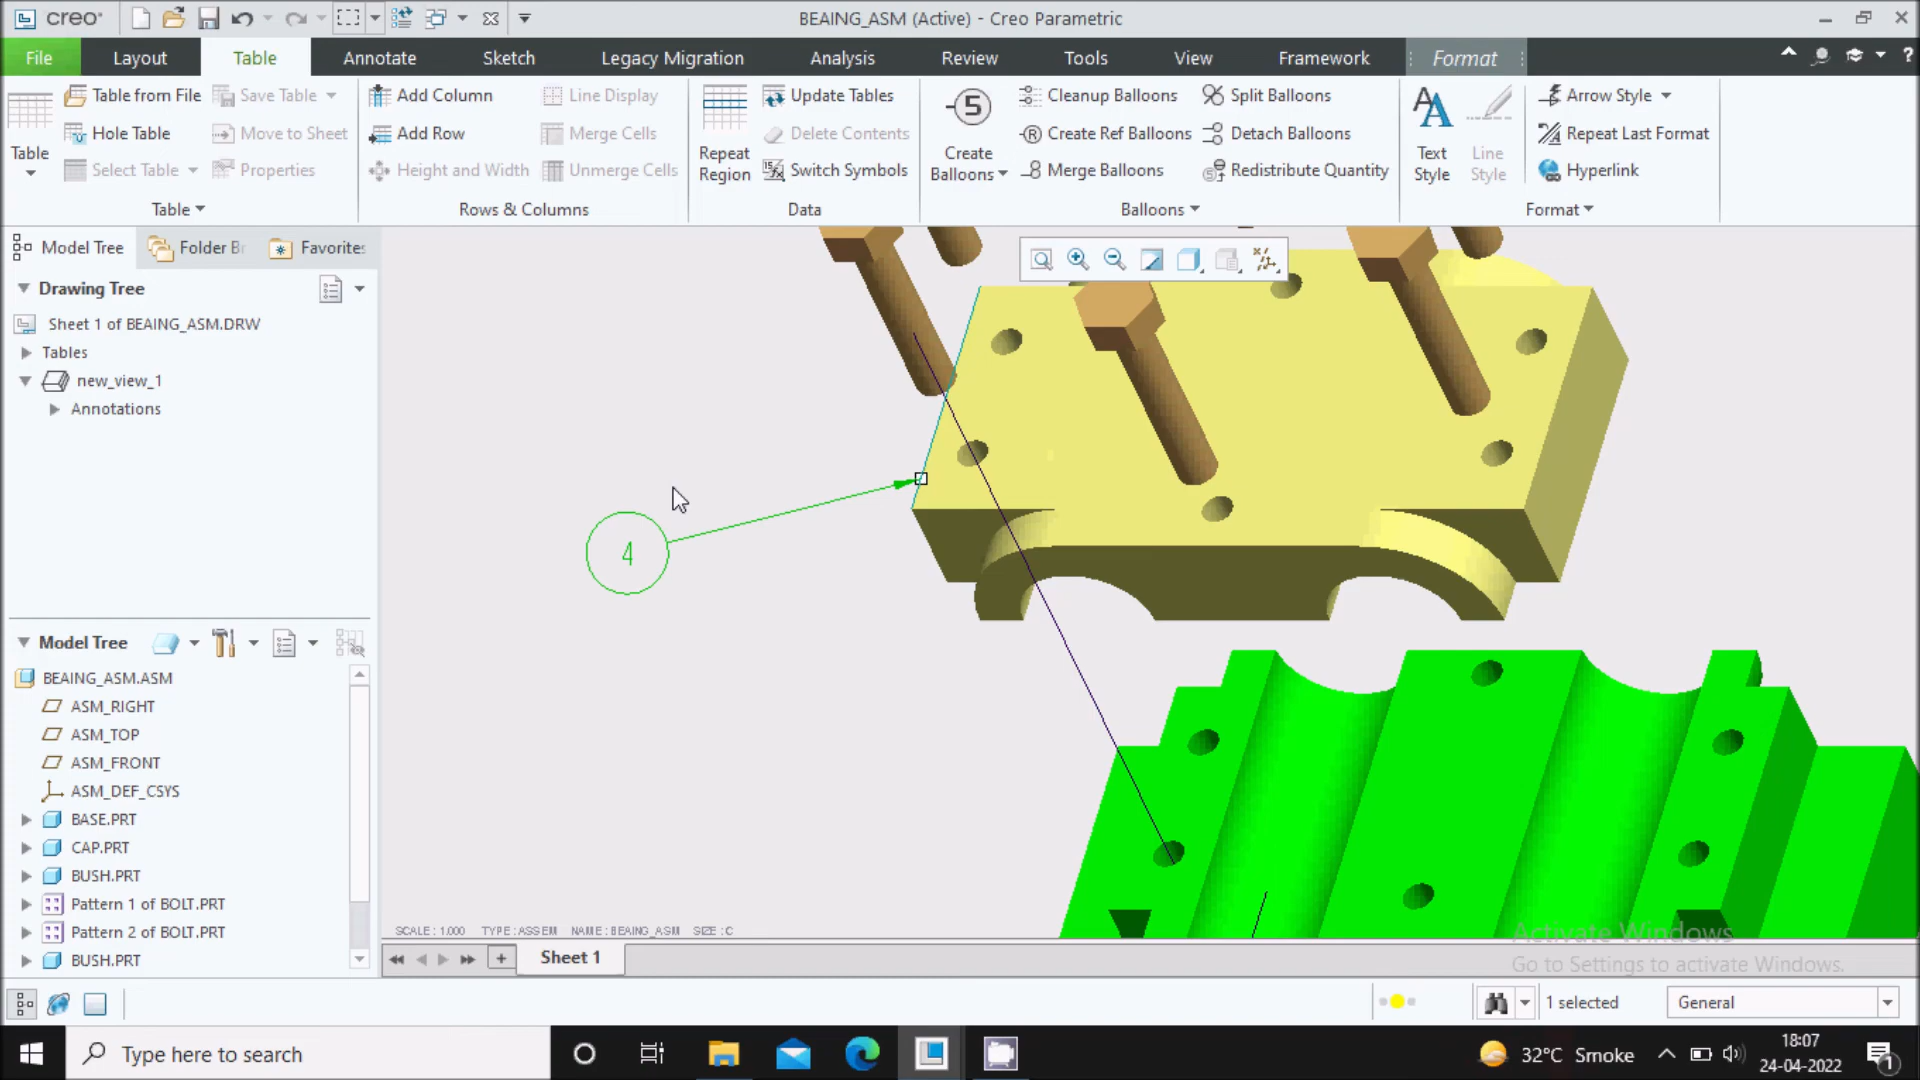 creo
BEAING_ASM (Active) - Creo Parametric
File Layout Table Annotate Sketch Legacy Migration Analysis Review Tools View Framework Format
Table
Table from File
Hole Table
Select Table
Save Table
Move to Sheet
Properties
Table
Add Column
Add Row
Height and Width
Line Display
Merge Cells
Unmerge Cells
Rows & Columns
Repeat
Region
Update Tables
Delete Contents
Switch Symbols
Data
5
Create
Balloons
Cleanup Balloons
Create Ref Balloons
Merge Balloons
Split Balloons
Detach Balloons
Redistribute Quantity
Balloons
Text
Style
Line
Style
Arrow Style
Repeat Last Format
Hyperlink
Format
Model Tree
Folder Br
Favorites
Drawing Tree
Sheet 1 of BEAING_ASM.DRW
Tables
new_view_1
Annotations
4
Model Tree
BEAING_ASM.ASM
ASM_RIGHT
ASM_TOP
ASM_FRONT
ASM_DEF_CSYS
BASE.PRT
CAP.PRT
BUSH.PRT
Pattern 1 of BOLT.PRT
Pattern 2 of BOLT.PRT
BUSH.PRT
SCALE : 1.000 TYPE : ASSEM NAME : BEAING_ASM SIZE : C
Sheet 1
Activate Windows
Go to Settings to activate Windows.
1 selected
General
Type here to search
32°C Smoke
18:07
24-04-2022
1